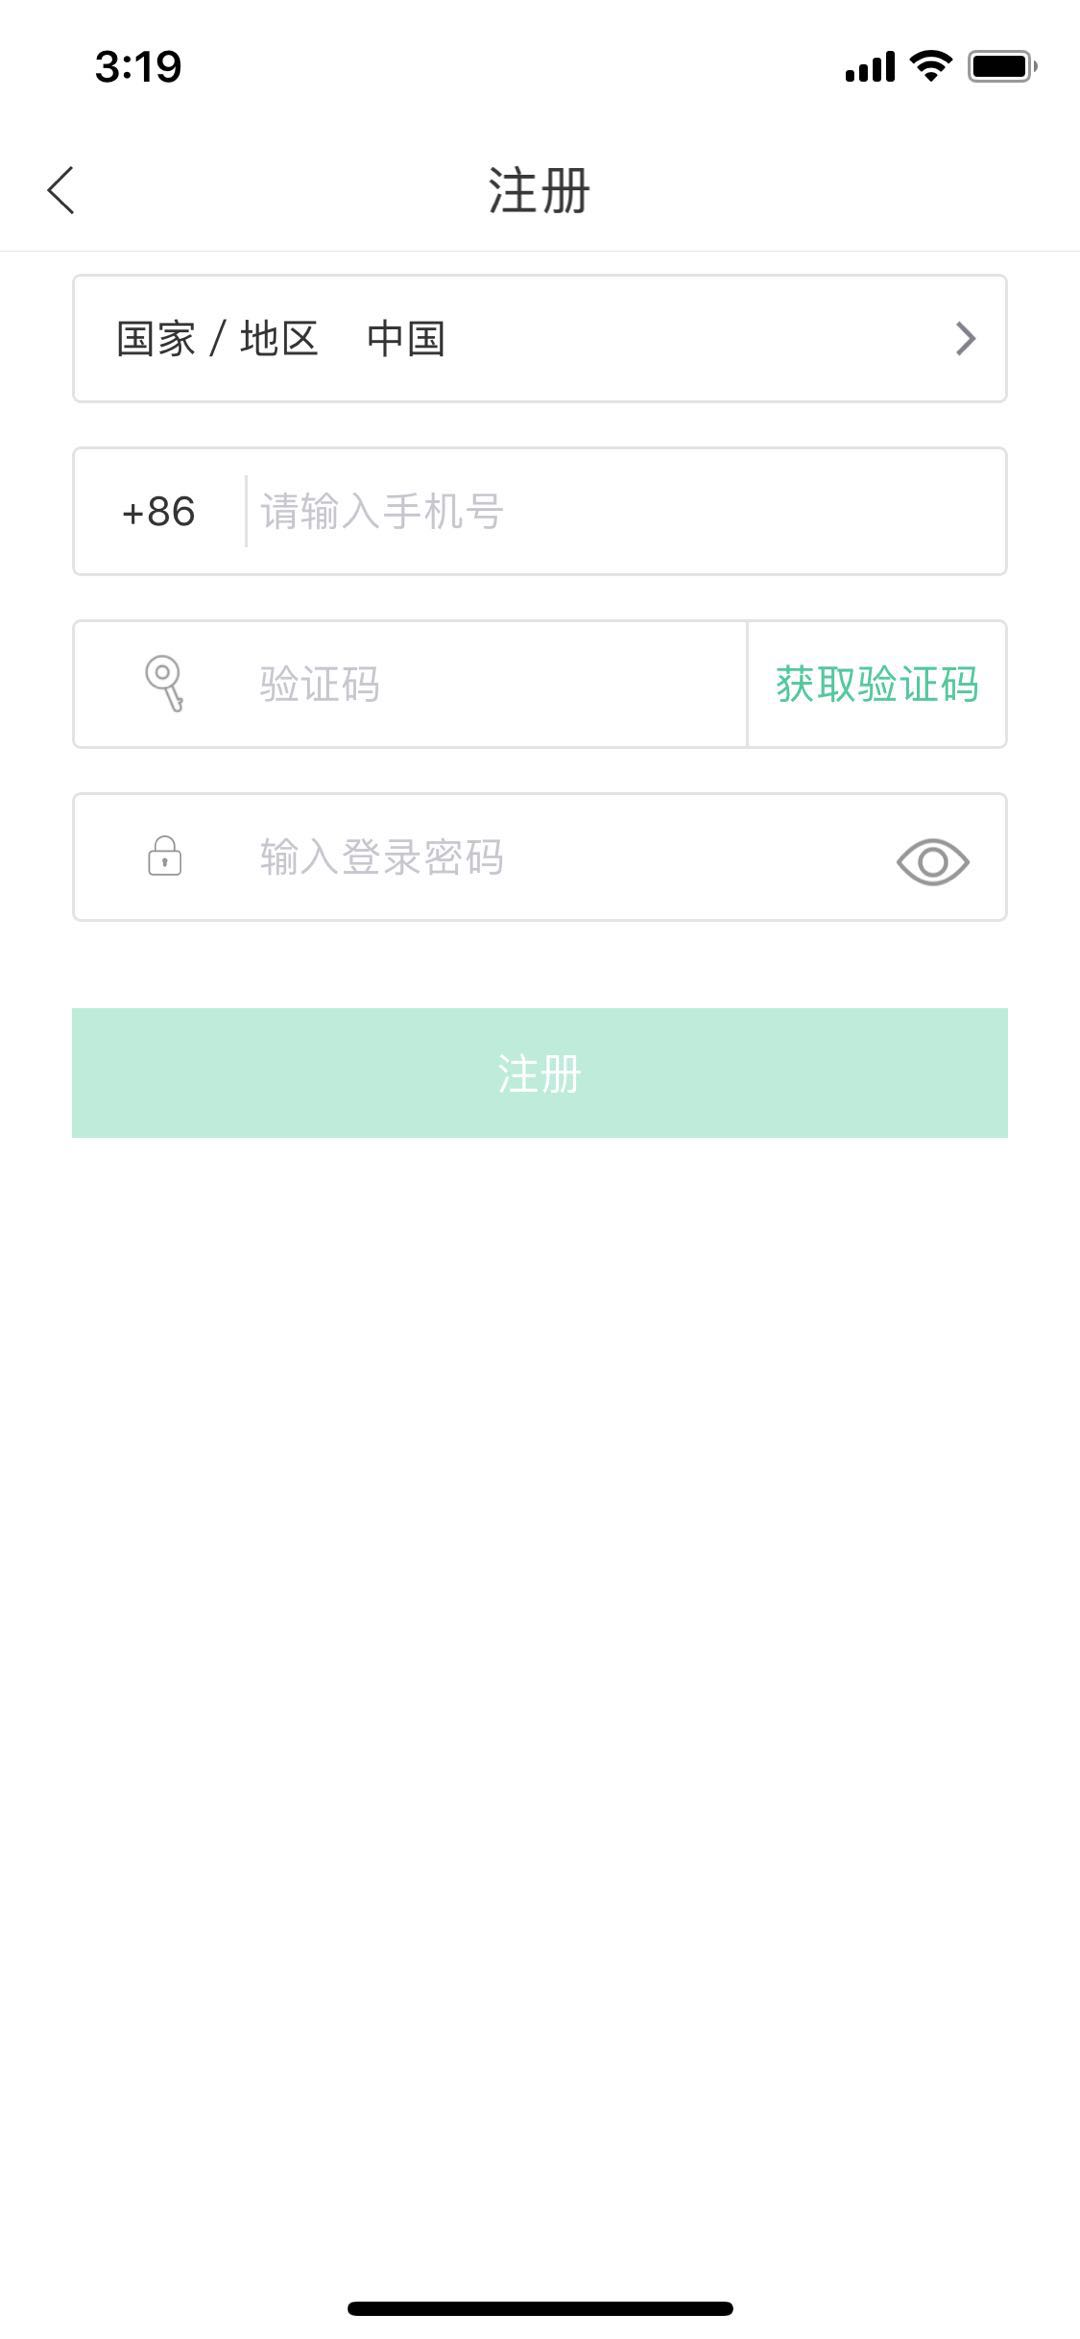 3:19
注册
国家 / 地区 中国
+86 请输入手机号
验证码 获取验证码
输入登录密码
注册